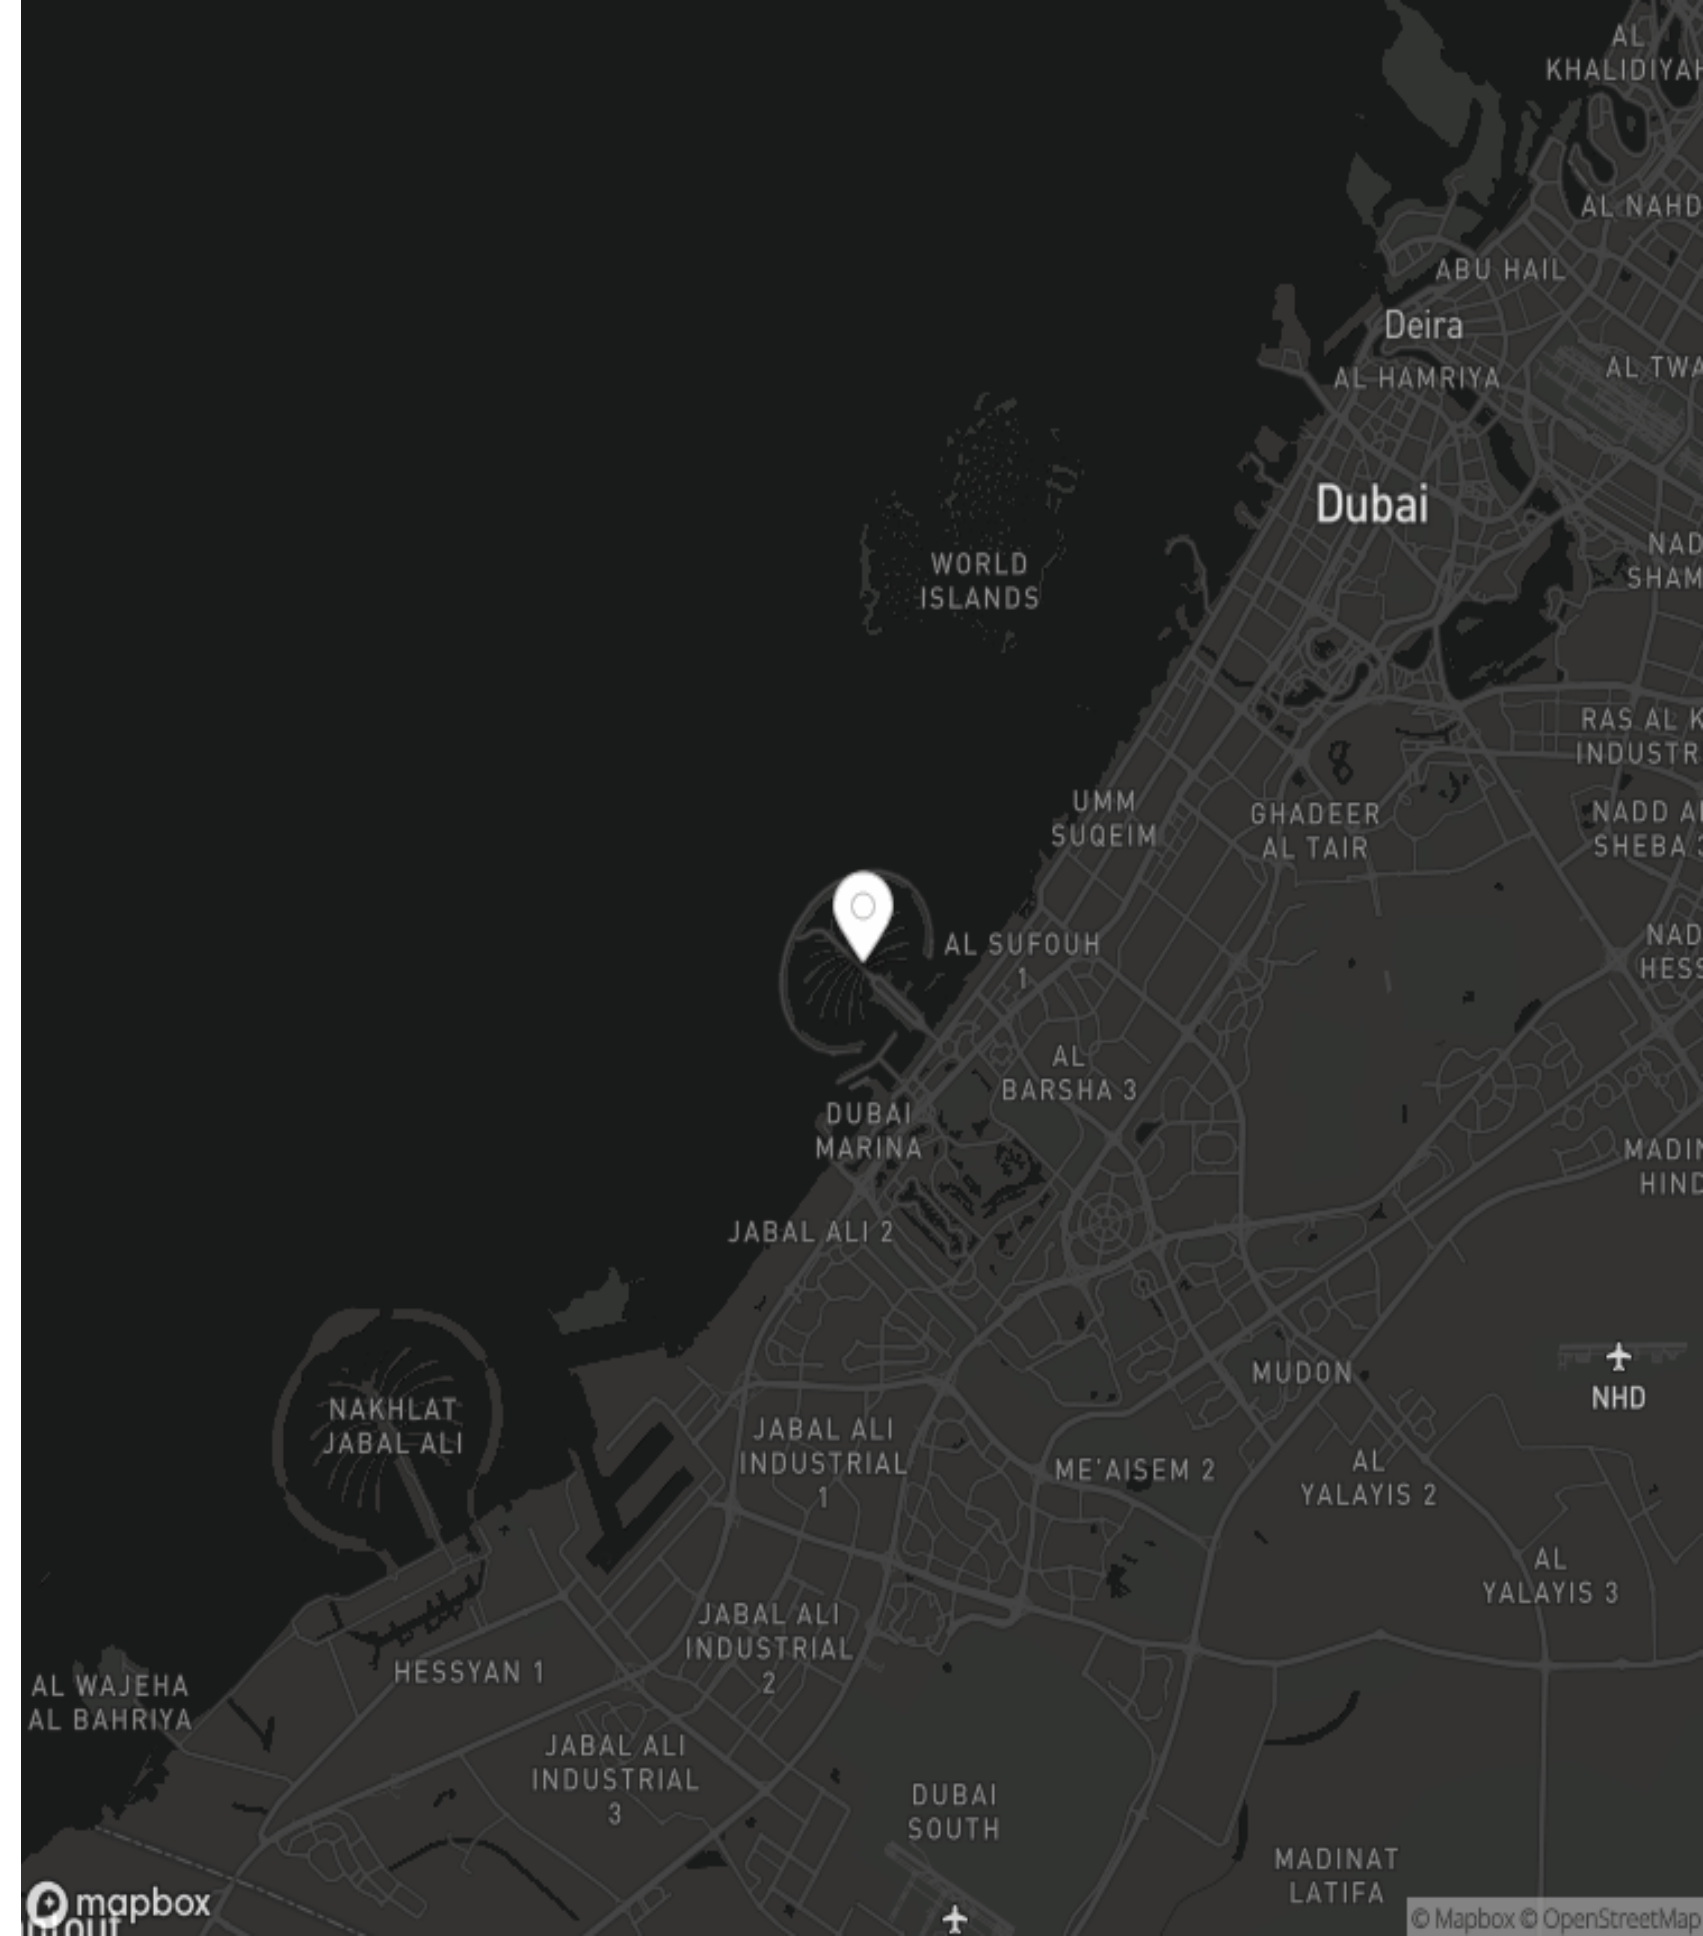 AL
KHALIDIYAH
AL NAHD
ABU HAIL
Deira
AL TWA
AL HAMRIYA
Dubai
NAD
SHAM
WORLD
ISLANDS
RAS AL K
INDUSTR
UMM
SUQEIM
GHADEER
AL TAIR
NADD AL
SHEBA 3
AL SUFOUH
1
NAD
HESS
AL
BARSHA 3
DUBAI
MARINA
MADIN
HIND
JABAL ALI 2
MUDON
NHD
NAKHLAT
JABAL ALI
JABAL ALI
INDUSTRIAL
1
ME'AISEM 2
AL
YALAYIS 2
AL
YALAYIS 3
JABAL ALI
INDUSTRIAL
2
HESSYAN 1
AL WAJEHA
AL BAHRIYA
JABAL ALI
INDUSTRIAL
3
DUBAI
SOUTH
MADINAT
LATIFA
mapbox
© Mapbox © OpenStreetMap